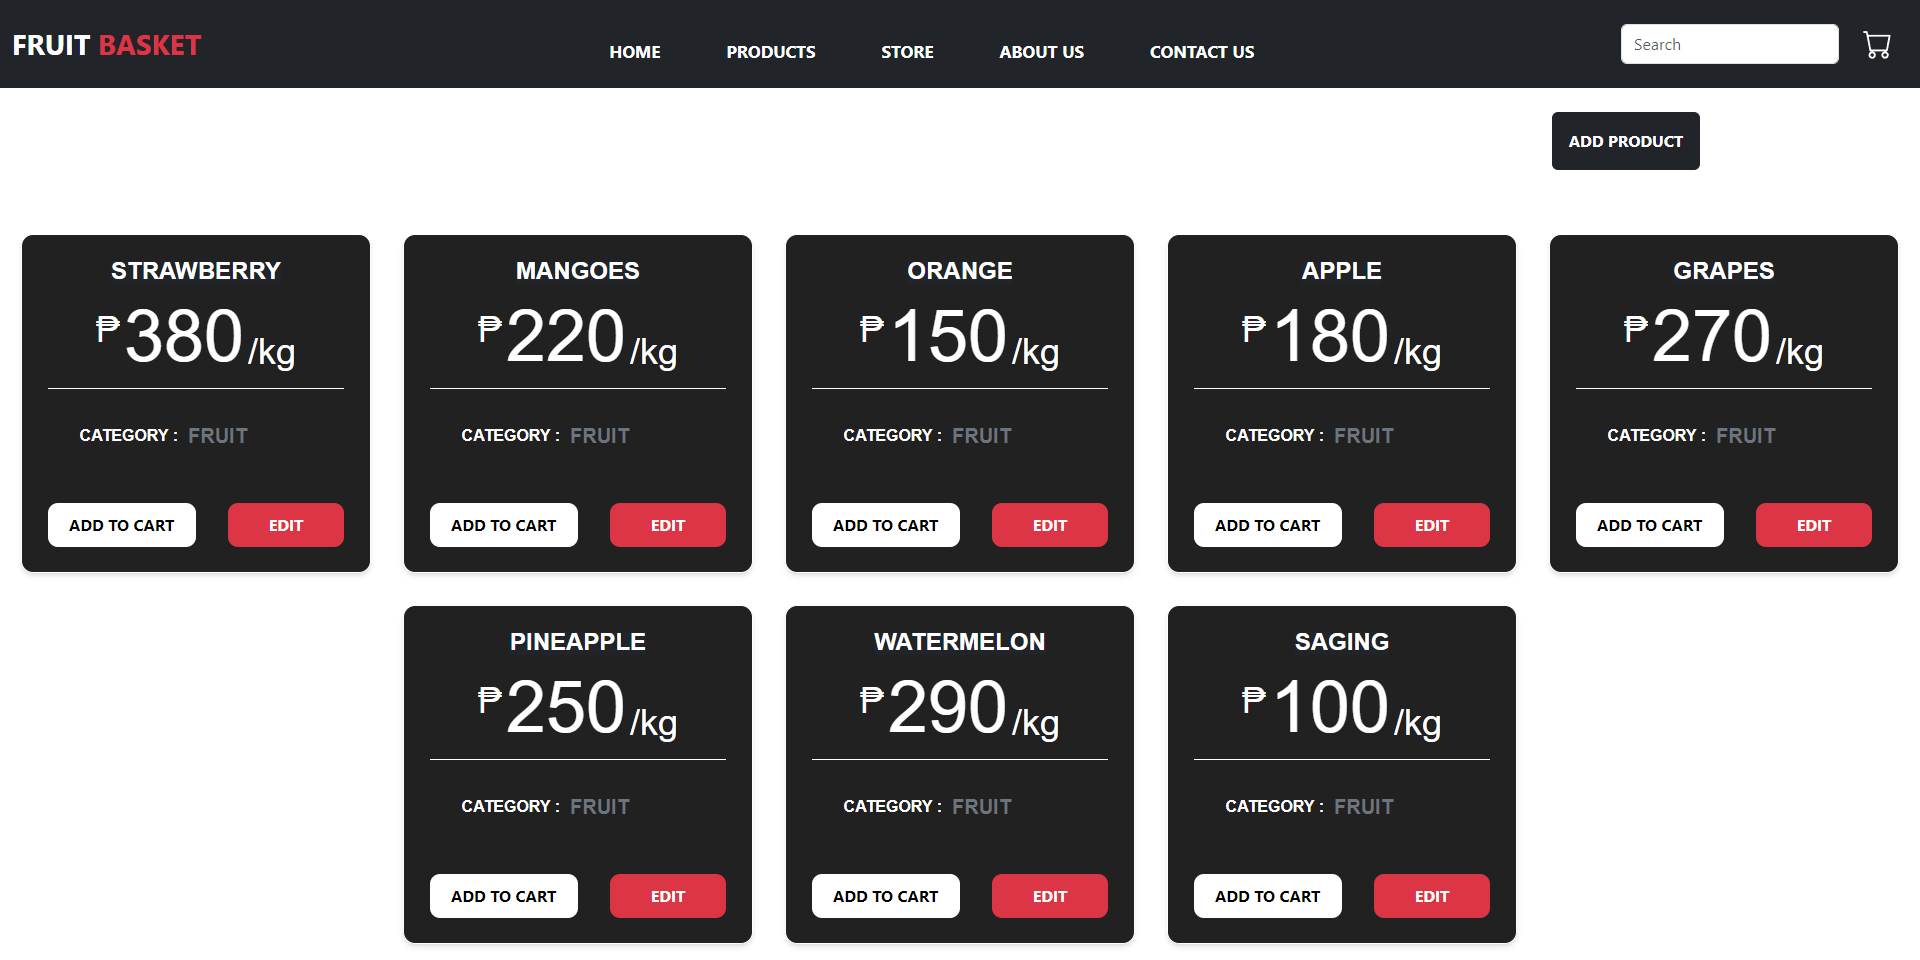 FRUIT BASKET
HOME
PRODUCTS
STORE
ABOUT US
CONTACT US
Search
ADD PRODUCT
STRAWBERRY
₱380/kg
CATEGORY : FRUIT
ADD TO CART
EDIT
MANGOES
₱220/kg
CATEGORY : FRUIT
ADD TO CART
EDIT
ORANGE
₱150/kg
CATEGORY : FRUIT
ADD TO CART
EDIT
APPLE
₱180/kg
CATEGORY : FRUIT
ADD TO CART
EDIT
GRAPES
₱270/kg
CATEGORY : FRUIT
ADD TO CART
EDIT
PINEAPPLE
₱250/kg
CATEGORY : FRUIT
ADD TO CART
EDIT
WATERMELON
₱290/kg
CATEGORY : FRUIT
ADD TO CART
EDIT
SAGING
₱100/kg
CATEGORY : FRUIT
ADD TO CART
EDIT